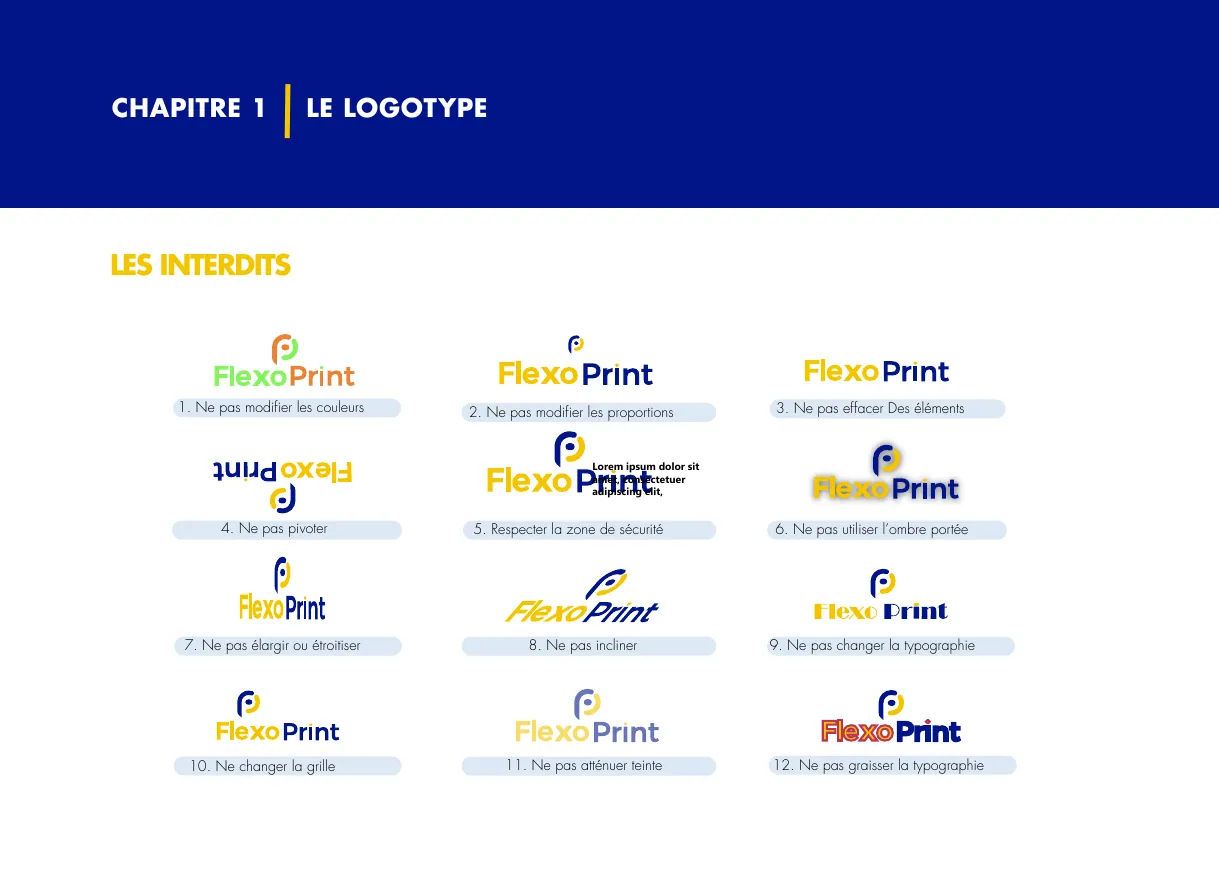 CHAPITRE 1 LE LOGOTYPE
LES INTERDITS
FlexoPrint
1. Ne pas modifier les couleurs
FlexoPrint
2. Ne pas modifier les proportions
FlexoPrint
3. Ne pas effacer Des éléments
FlexoPrint
4. Ne pas pivoter
FlexoPrint
Lorem ipsum dolor sit
amet, consectetuer
adipiscing elit,
5. Respecter la zone de sécurité
FlexoPrint
6. Ne pas utiliser l'ombre portée
FlexoPrint
7. Ne pas élargir ou étroitiser
FlexoPrint
8. Ne pas incliner
Flexo Print
9. Ne pas changer la typographie
FlexoPrint
10. Ne changer la grille
FlexoPrint
11. Ne pas atténuer teinte
FlexoPrint
12. Ne pas graisser la typographie